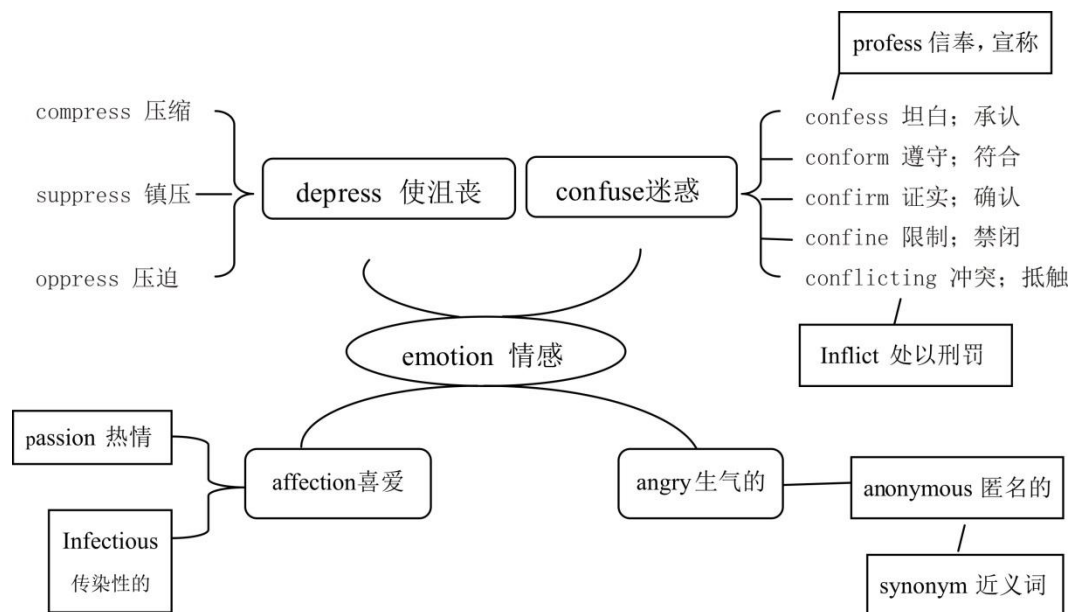 profess 信奉，宣称
compress 压缩
suppress 镇压
oppress 压迫
depress 使沮丧
confuse迷惑
confess 坦白；承认
conform 遵守；符合
confirm 证实；确认
confine 限制；禁闭
conflicting 冲突；抵触
Inflict 处以刑罚
emotion 情感
passion 热情
Infectious
传染性的
affection喜爱
angry生气的
anonymous 匿名的
synonym 近义词